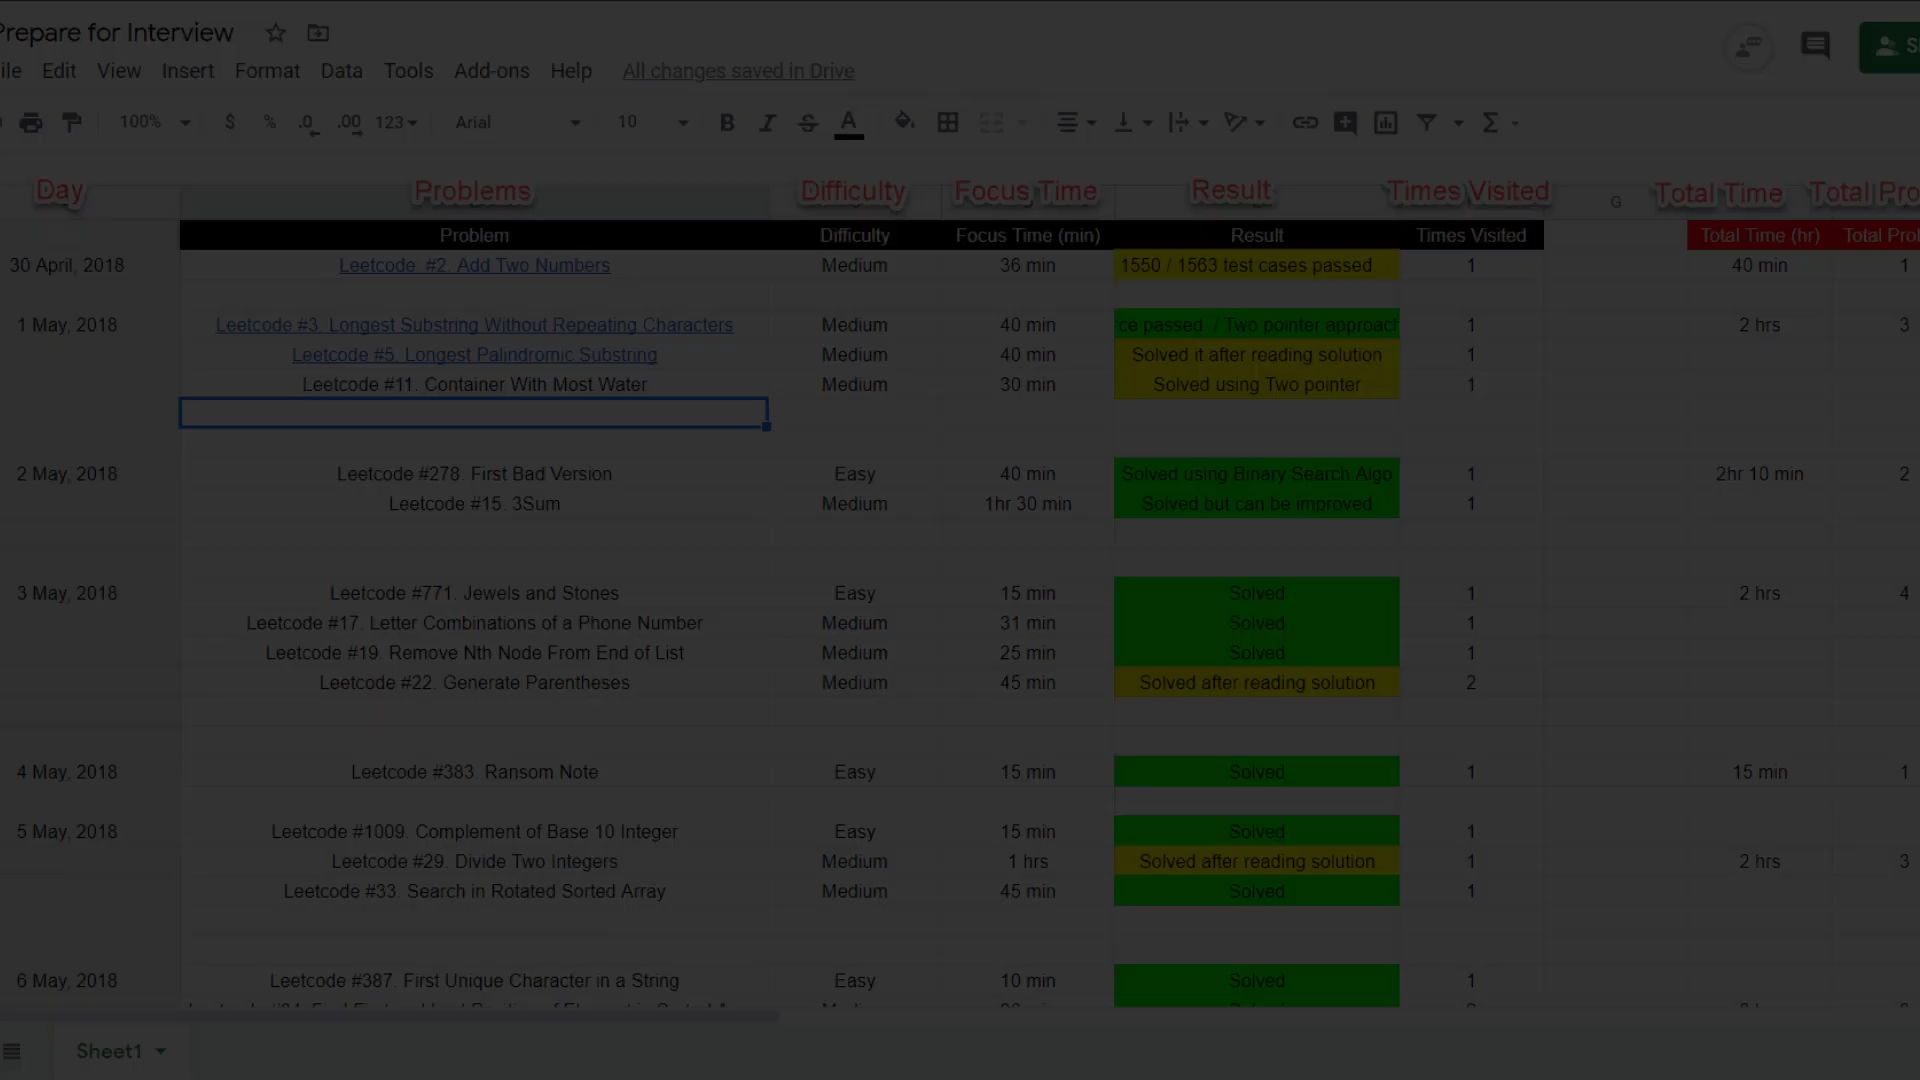 Prepare for Interview
ile Edit View Insert Format Data Tools Add-ons Help All changes saved in Drive
100% $ % .0 .00 123 Arial 10 B I S A Σ
Day Problems Difficulty Focus Time Result Times Visited G Total Time Total Pro
Problem Difficulty Focus Time (min) Result Times Visited Total Time (hr) Total Prol
30 April, 2018 Leetcode #2. Add Two Numbers Medium 36 min 1550 / 1563 test cases passed 1 40 min 1
1 May, 2018 Leetcode #3. Longest Substring Without Repeating Characters Medium 40 min ce passed / Two pointer approach 1 2 hrs 3
Leetcode #5. Longest Palindromic Substring Medium 40 min Solved it after reading solution 1
Leetcode #11. Container With Most Water Medium 30 min Solved using Two pointer 1
2 May, 2018 Leetcode #278. First Bad Version Easy 40 min Solved using Binary Search Algo 1 2hr 10 min 2
Leetcode #15. 3Sum Medium 1hr 30 min Solved but can be improved 1
3 May, 2018 Leetcode #771. Jewels and Stones Easy 15 min Solved 1 2 hrs 4
Leetcode #17. Letter Combinations of a Phone Number Medium 31 min Solved 1
Leetcode #19. Remove Nth Node From End of List Medium 25 min Solved 1
Leetcode #22. Generate Parentheses Medium 45 min Solved after reading solution 2
4 May, 2018 Leetcode #383. Ransom Note Easy 15 min Solved 1 15 min 1
5 May, 2018 Leetcode #1009. Complement of Base 10 Integer Easy 15 min Solved 1
Leetcode #29. Divide Two Integers Medium 1 hrs Solved after reading solution 1 2 hrs 3
Leetcode #33. Search in Rotated Sorted Array Medium 45 min Solved 1
6 May, 2018 Leetcode #387. First Unique Character in a String Easy 10 min Solved 1
Sheet1